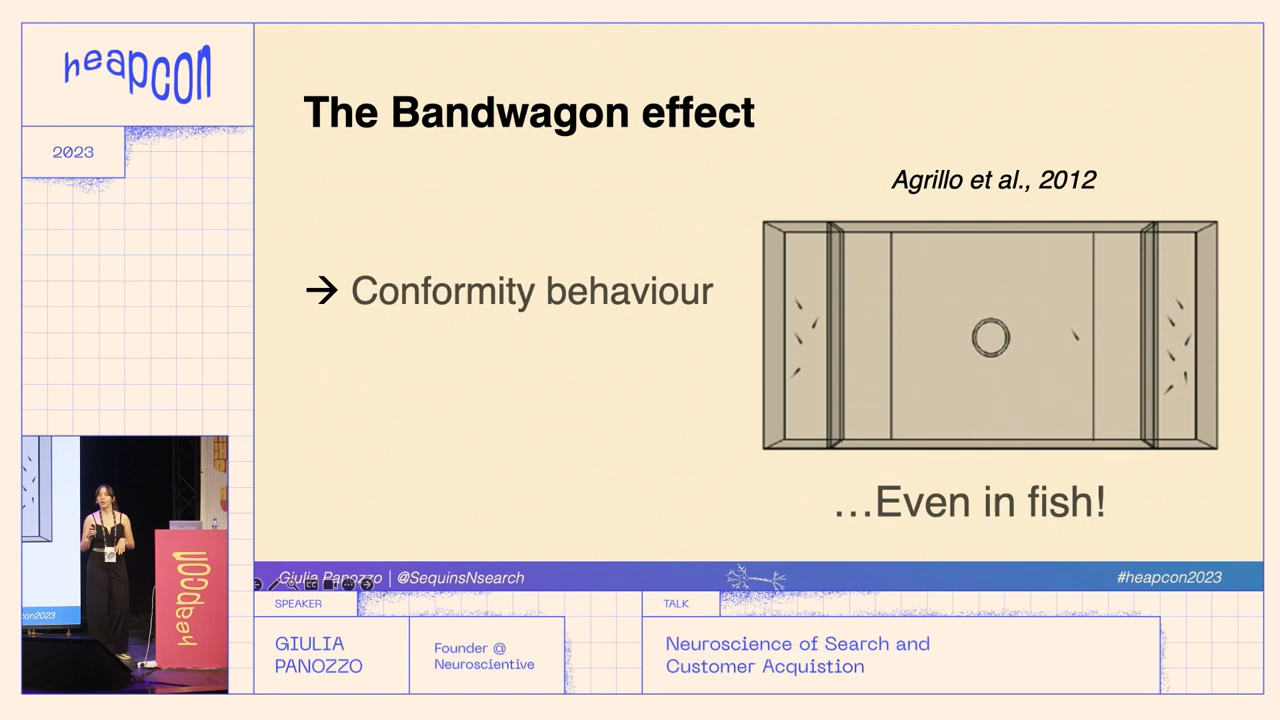 heapcon
2023
The Bandwagon effect
Agrillo et al., 2012
→ Conformity behaviour
...Even in fish!
Giulia Panozzo | @SequinsNsearch
#heapcon2023
con2023
heapcon
SPEAKER
GIULIA
PANOZZO
Founder @
Neuroscientive
TALK
Neuroscience of Search and
Customer Acquistion